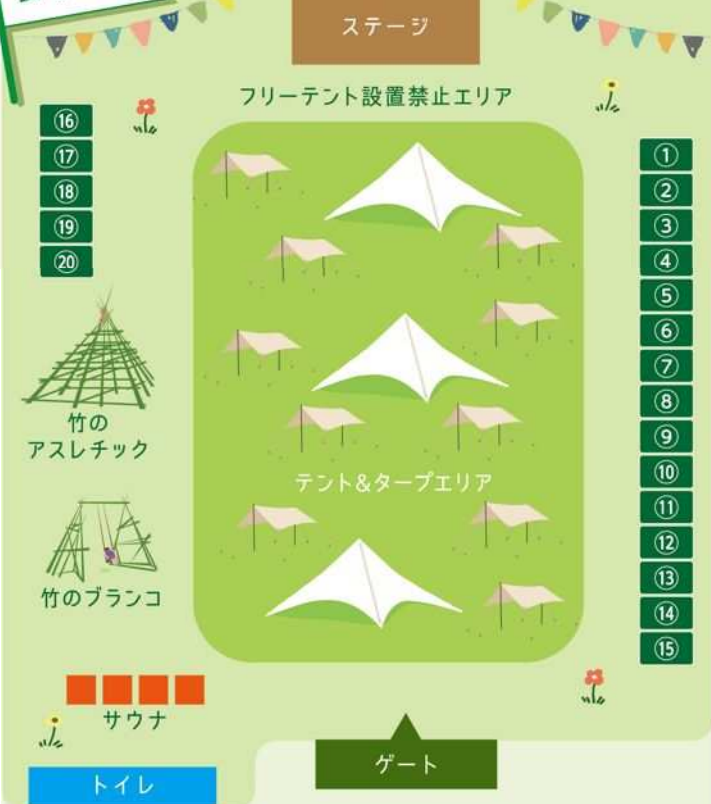 ステージ
フリーテント設置禁止エリア
⑯
⑰
⑱
⑲
⑳
①
②
③
④
⑤
⑥
⑦
⑧
⑨
⑩
⑪
⑫
⑬
⑭
⑮
竹の
アスレチック
テント&タープエリア
竹のブランコ
サウナ
ゲート
トイレ